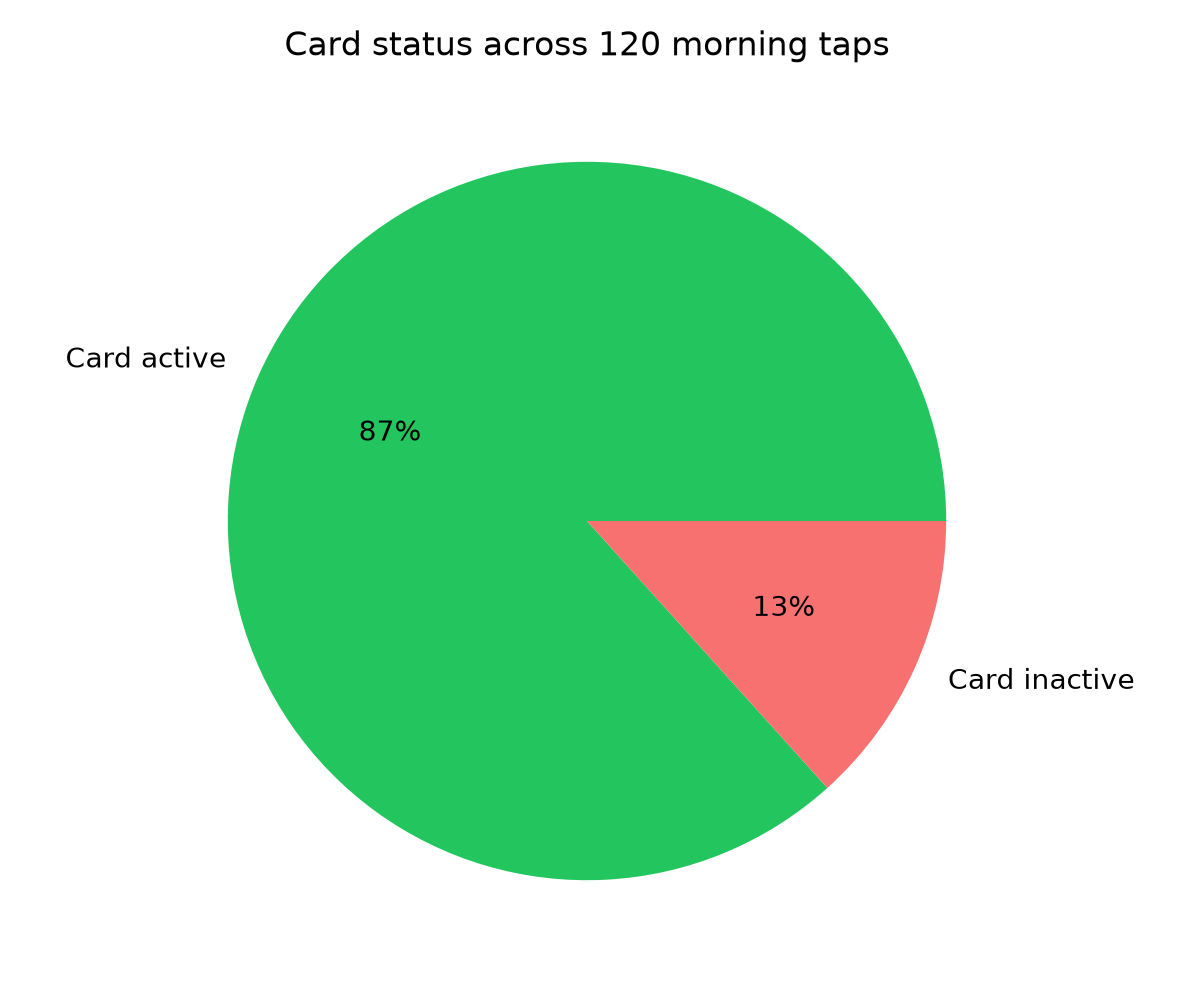 Card status across 120 morning taps
Card active
87%
13%
Card inactive